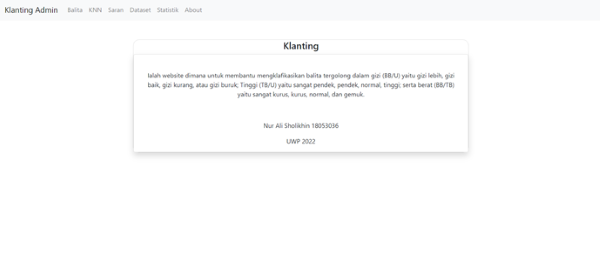 Klanting Admin Balita KNN Saran Dataset Statistik About
Klanting
Ialah website dimana untuk membantu mengklafikasikan balita tergolong dalam gizi (BB/U) yaitu gizi lebih, gizi
baik, gizi kurang, atau gizi buruk; Tinggi (TB/U) yaitu sangat pendek, pendek, normal, tinggi; serta berat (BB/TB)
yaitu sangat kurus, kurus, normal, dan gemuk.
Nur Ali Sholikhin 18053036
UWP 2022